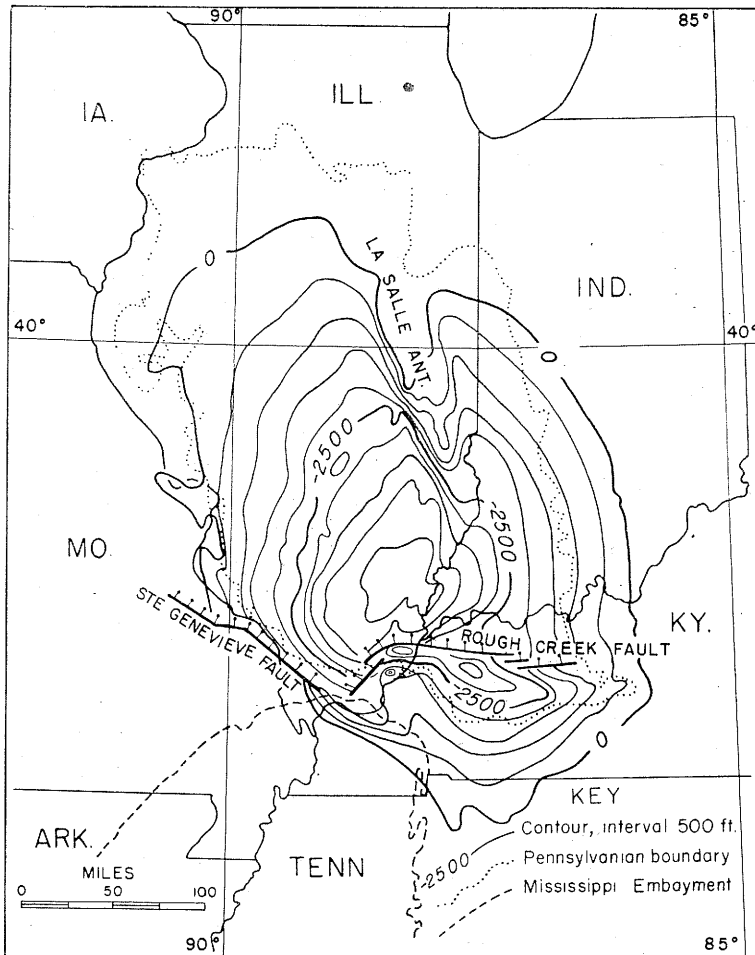 90°
85°
ILL.
IA.
0
LA SALLE ANT.
IND.
40°
0
40°
-2500
-2500
MO.
KY.
STE GENEVIEVE FAULT
ROUGH CREEK FAULT
-2500
0
KEY
-2500 Contour, interval 500 ft.
Pennsylvanian boundary
Mississippi Embayment
ARK.
TENN
MILES
0 50 100
90°
85°